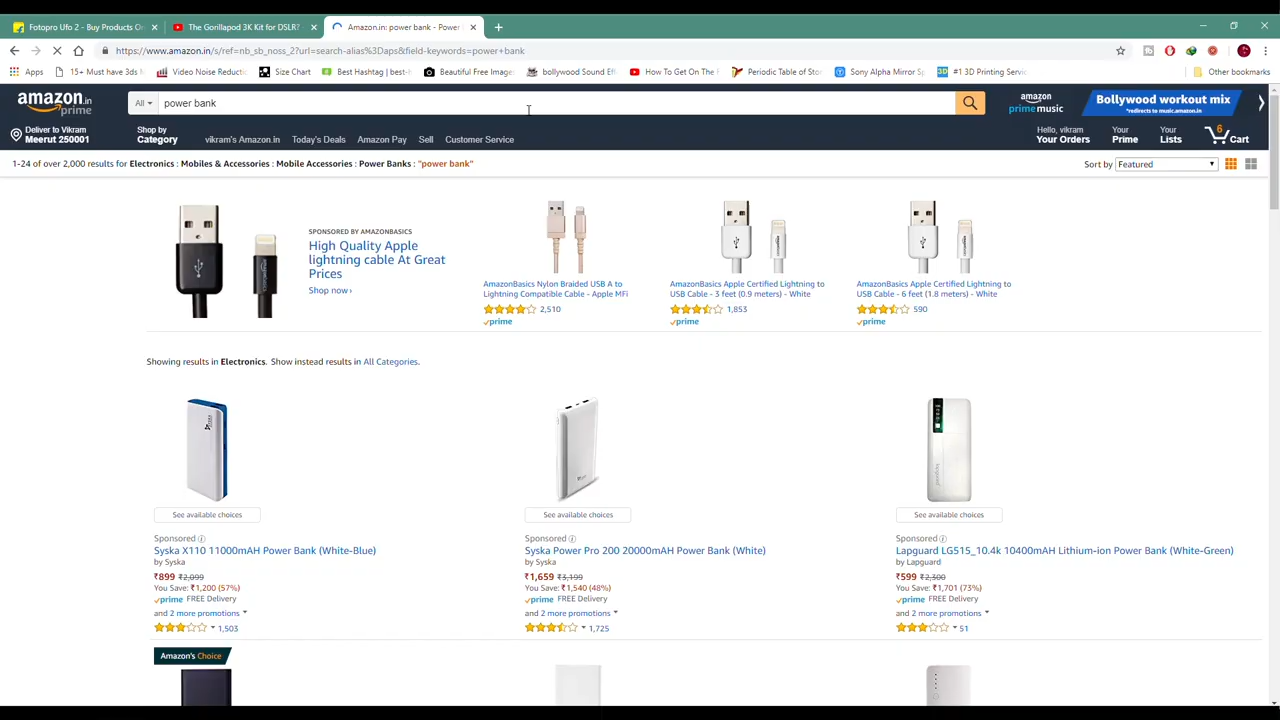 Fotopro Ufo 2 - Buy Products O
The Gorillapod 3K Kit for DSLR?
Amazon.in: power bank - Power
https://www.amazon.in/s/ref=nb_sb_noss_2?url=search-alias%3Daps&field-keywords=power+bank
Apps
15+ Must have 3ds M
Video Noise Reducti
Size Chart
Best Hashtag | best-h
Beautiful Free Image
bollywood Sound Eff
How To Get On The F
Periodic Table of Stor
Sony Alpha Mirror Sp
#1 3D Printing Servic
Other bookmarks
amazon.in
prime
All
power bank
amazon
prime music
Bollywood workout mix
*redirects to music.amazon.in
Deliver to Vikram
Meerut 250001
Shop by
Category
vikram's Amazon.in
Today's Deals
Amazon Pay
Sell
Customer Service
Hello, vikram
Your Orders
Your
Prime
Your
Lists
6
Cart
1-24 of over 2,000 results for Electronics : Mobiles & Accessories : Mobile Accessories : Power Banks : "power bank"
Sort by Featured
SPONSORED BY AMAZONBASICS
High Quality Apple
lightning cable At Great
Prices
Shop now ›
AmazonBasics Nylon Braided USB A to
Lightning Compatible Cable - Apple MFi
2,510
prime
AmazonBasics Apple Certified Lightning to
USB Cable - 3 feet (0.9 meters) - White
1,853
prime
AmazonBasics Apple Certified Lightning to
USB Cable - 6 feet (1.8 meters) - White
590
prime
Showing results in Electronics. Show instead results in All Categories.
See available choices
Sponsored
Syska X110 11000mAH Power Bank (White-Blue)
by Syska
₹899 ₹2,099
You Save: ₹1,200 (57%)
prime FREE Delivery
and 2 more promotions
1,503
See available choices
Sponsored
Syska Power Pro 200 20000mAH Power Bank (White)
by Syska
₹1,659 ₹3,199
You Save: ₹1,540 (48%)
prime FREE Delivery
and 2 more promotions
1,725
See available choices
Sponsored
Lapguard LG515_10.4k 10400mAH Lithium-ion Power Bank (White-Green)
by Lapguard
₹599 ₹2,300
You Save: ₹1,701 (73%)
prime FREE Delivery
and 2 more promotions
51
Amazon's Choice